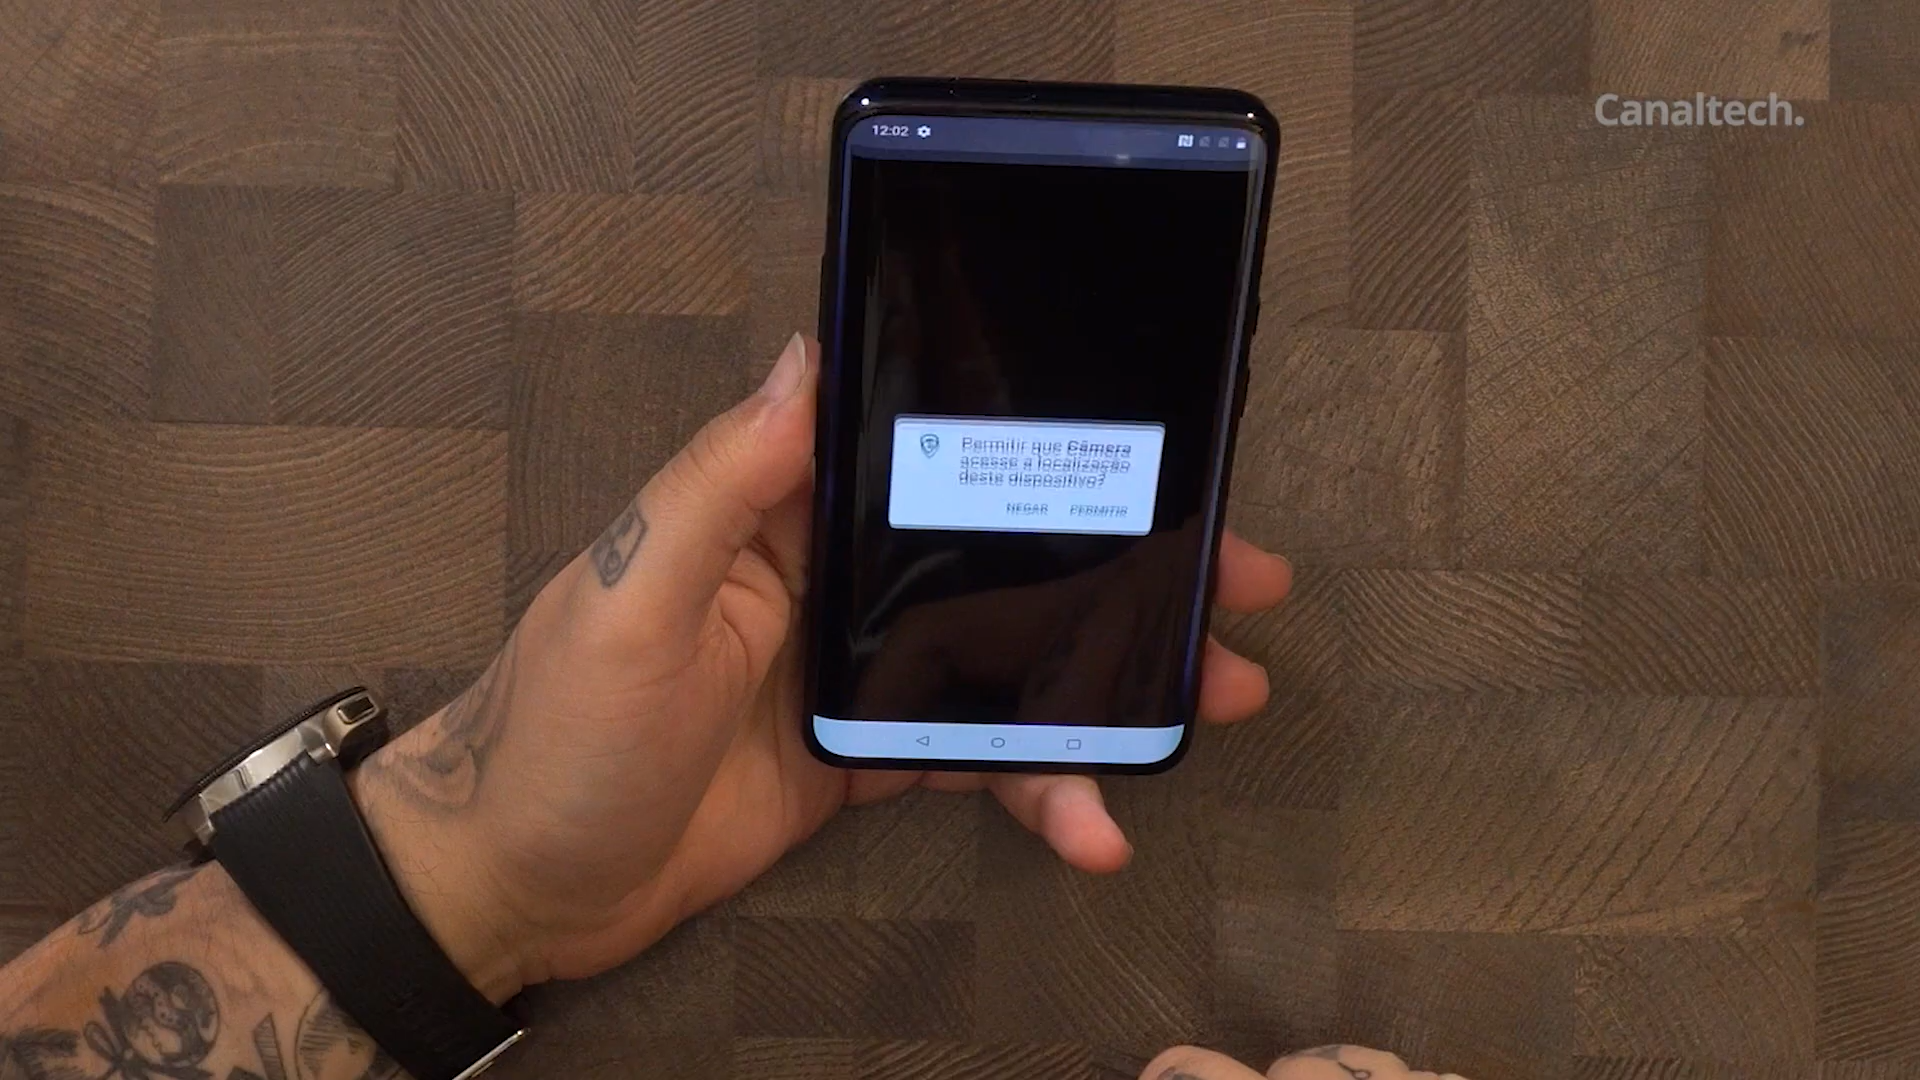 Canaltech.
12:02
Permitir que Câmera
acesse a localização
deste dispositivo?
NEGAR PERMITIR